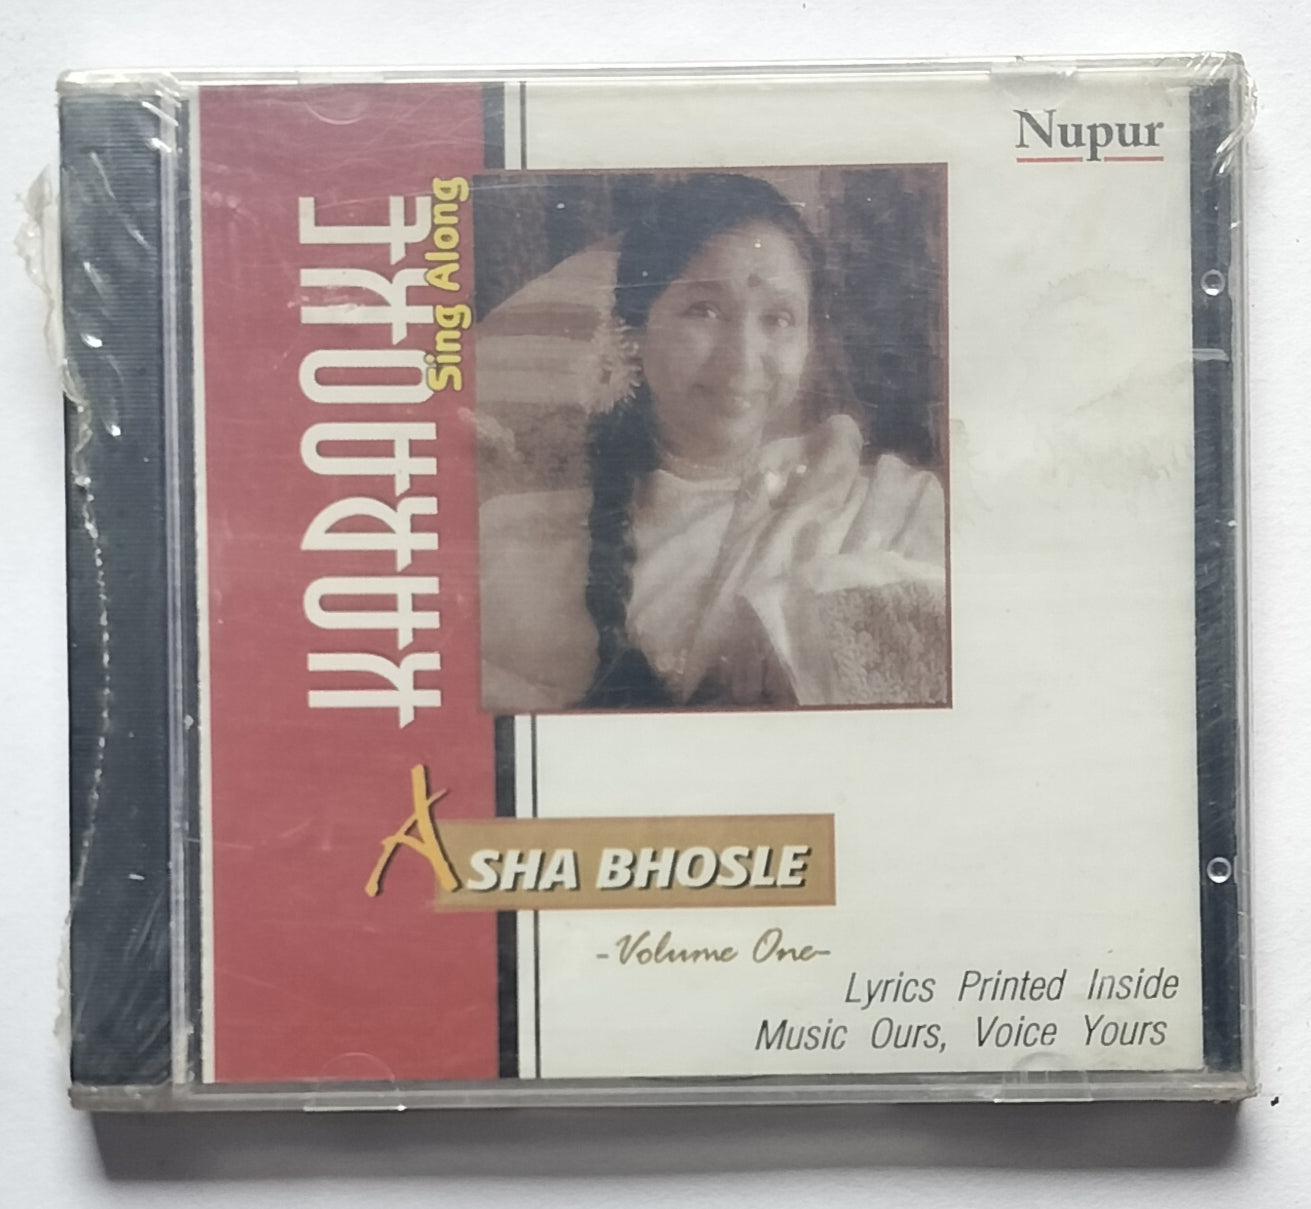 Nupur
KARAOKE
Sing Along
ASHA BHOSLE
-Volume One-
Lyrics Printed Inside
Music Ours, Voice Yours